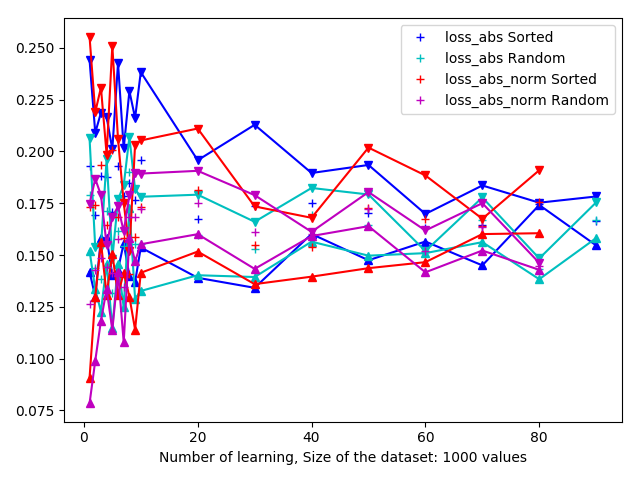 loss_abs Sorted
loss_abs Random
loss_abs_norm Sorted
loss_abs_norm Random
0.250
0.225
0.200
0.175
0.150
0.125
0.100
0.075
0 20 40 60 80
Number of learning, Size of the dataset: 1000 values